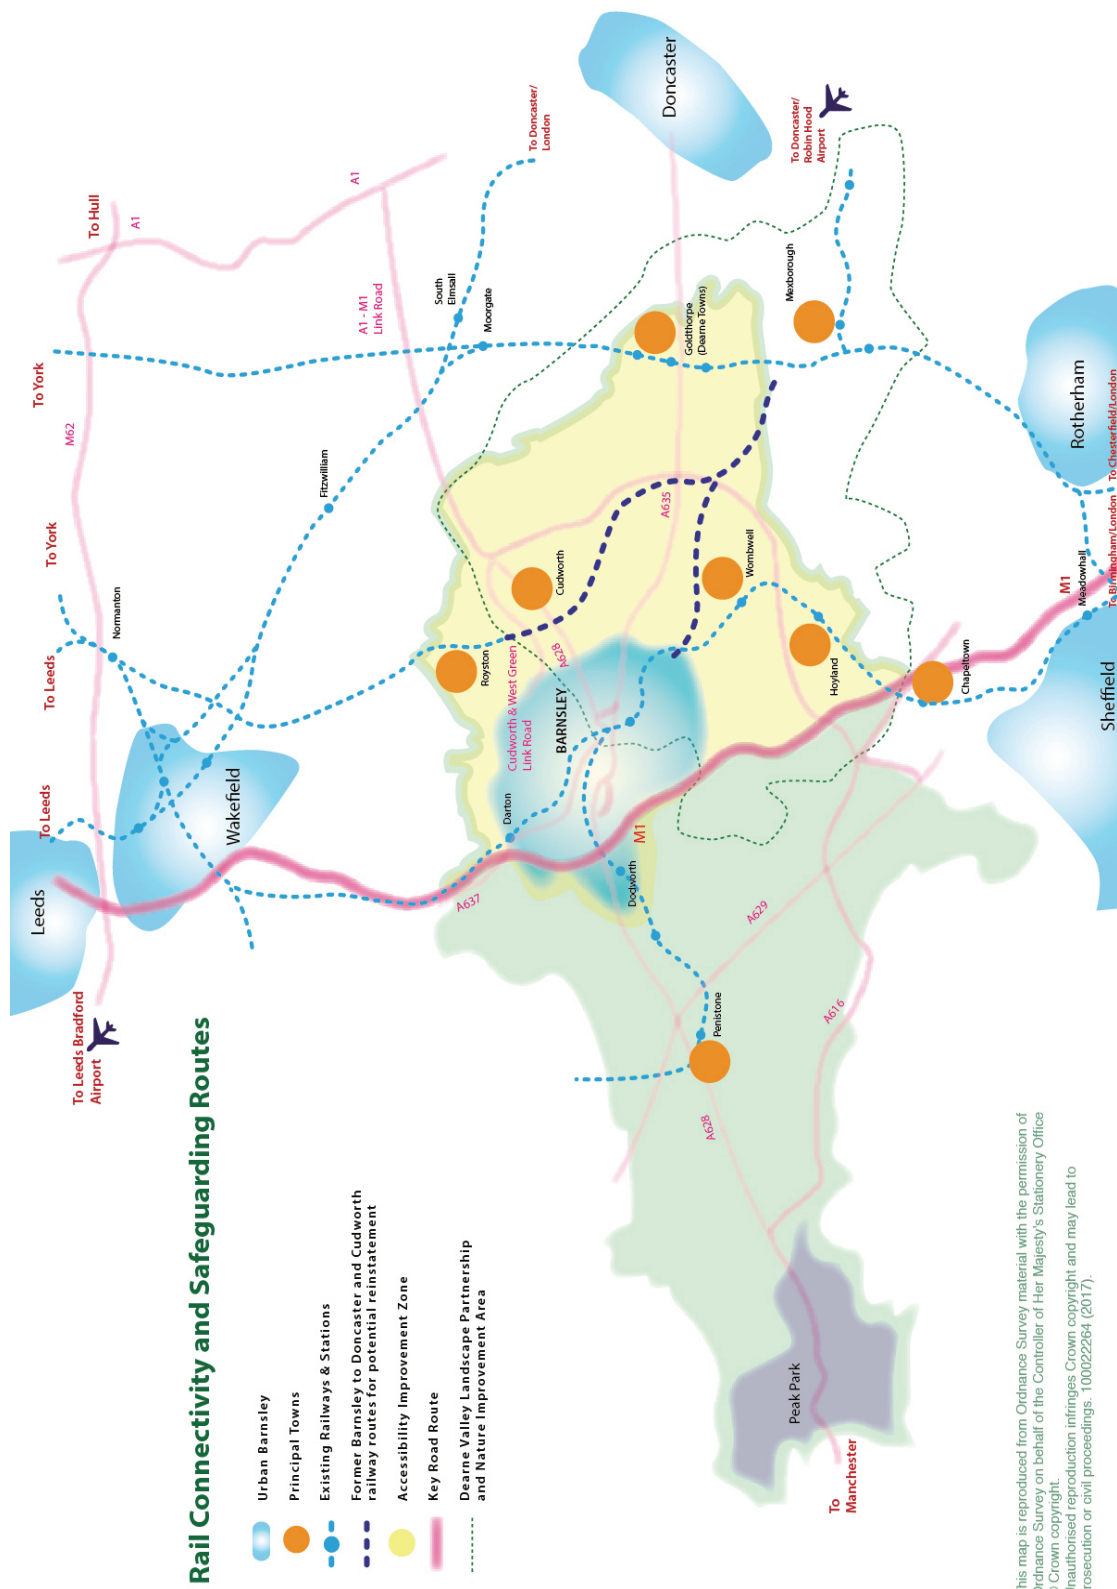 Rail Connectivity and Safeguarding Routes
Urban Barnsley
Principal Towns
Existing Railways & Stations
Former Barnsley to Doncaster and Cudworth
railway routes for potential reinstatement
Accessibility Improvement Zone
Key Road Route
Dearne Valley Landscape Partnership
and Nature Improvement Area
To Leeds Bradford
Airport
Leeds
To Leeds
To Leeds
To York
To York
To Hull
M62
A1
A1
Normanton
Wakefield
Fitzwilliam
A1 - M1
Link Road
South
Elmsall
Moorgate
To Doncaster/
London
Doncaster
A637
Darton
Royston
Cudworth & West Green
Link Road
A628
Cudworth
BARNSLEY
M1
Dodworth
A635
Goldthorpe
(Dearne Towns)
Wombwell
Mexborough
To Doncaster/
Robin Hood
Airport
Penistone
A629
A628
A616
Hoyland
Chapeltown
M1
Meadowhall
Rotherham
Sheffield
To Chesterfield/London
To Birmingham/London
Peak Park
To
Manchester
his map is reproduced from Ordnance Survey material with the permission of
rdnance Survey on behalf of the Controller of Her Majesty's Stationery Office
Crown copyright.
nauthorised reproduction infringes Crown copyright and may lead to
rosecution or civil proceedings. 100022264 (2017).